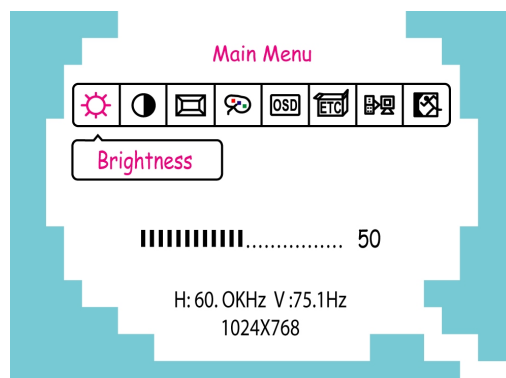 Main Menu
OSD ETC
Brightness
50
H: 60. OKHz V :75.1Hz
1024X768